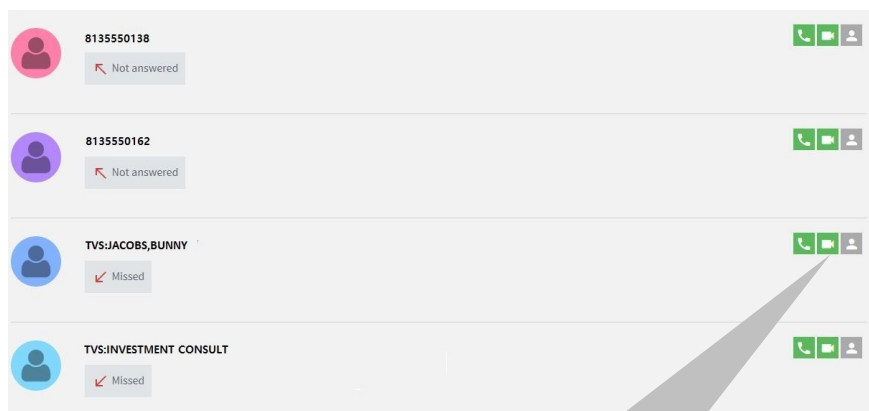 8135550138
Not answered
8135550162
Not answered
TVS:JACOBS,BUNNY
Missed
TVS:INVESTMENT CONSULT
Missed